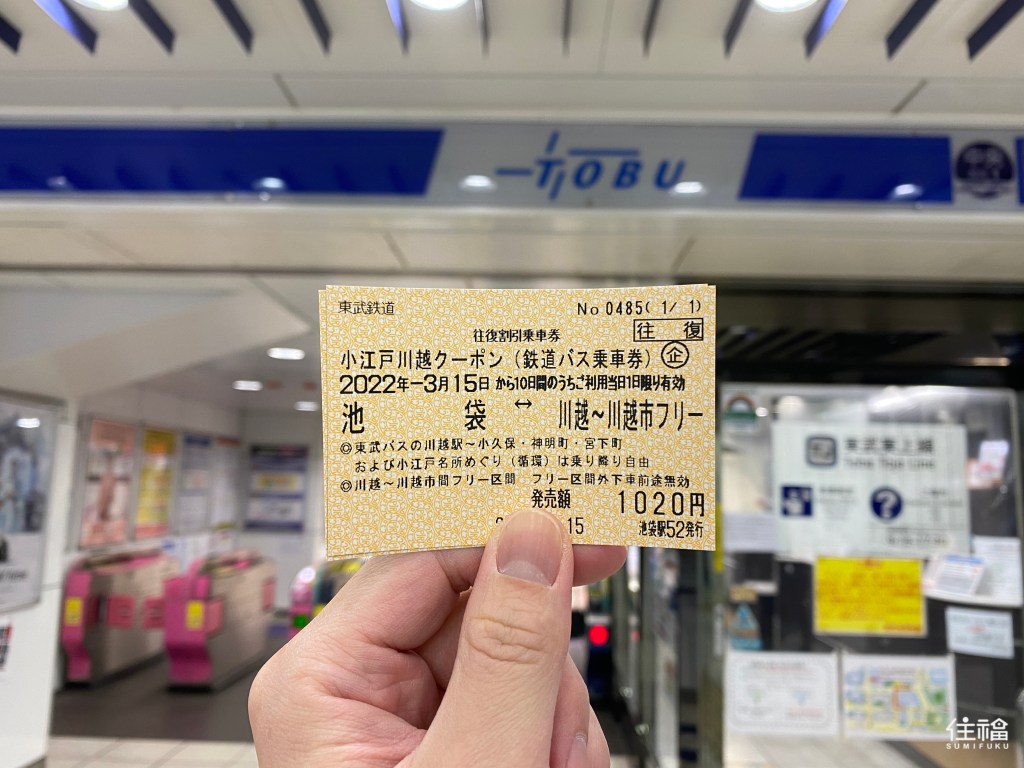 TOBU
東武鉄道
No 0485( 1/ 1)
往復割引乗車券
往 復
小江戸川越クーポン(鉄道バス乗車券)企
2022年-3月15日 から10日間のうちご利用当日1日限り有効
池 袋 ↔ 川越~川越市フリー
◎東武バスの川越駅~小久保・神明町・宮下町
および小江戸名所めぐり(循環)は乗り降り自由
◎川越~川越市間フリー区間 フリー区間外下車前途無効
発売額 1020円
15 池袋駅52発行
東武東上線
Tobu Tojo Line
?
住福
SUMIFUKU